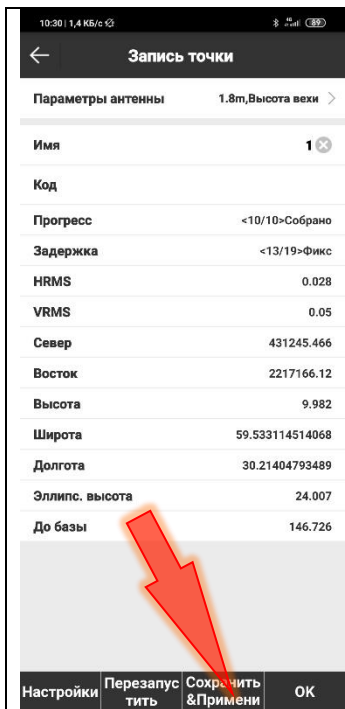 10:30 | 1,4 КБ/с
4G 89
Запись точки
Параметры антенны 1.8m,Высота вехи
Имя 1
Код
Прогресс <10/10>Собрано
Задержка <13/19>Фикс
HRMS 0.028
VRMS 0.05
Север 431245.466
Восток 2217166.12
Высота 9.982
Широта 59.533114514068
Долгота 30.21404793489
Эллипс. высота 24.007
До базы 146.726
Настройки Перезапус Сохранить OK
тить &Примени